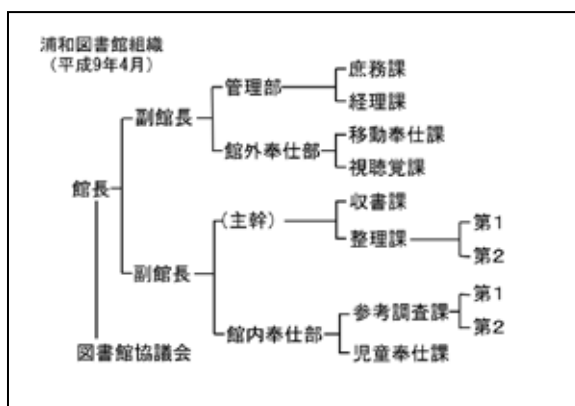 浦和図書館組織
(平成9年4月)
館長
副館長
管理部
庶務課
経理課
館外奉仕部
移動奉仕課
視聴覚課
副館長
(主幹)
収書課
整理課
第1
第2
館内奉仕部
参考調査課
第1
第2
児童奉仕課
図書館協議会